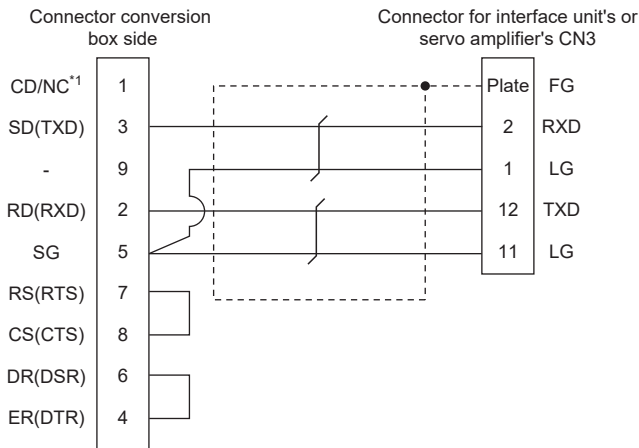 Connector conversion
box side
Connector for interface unit's or
servo amplifier's CN3
CD/NC*1 1 Plate FG
SD(TXD) 3 2 RXD
- 9 1 LG
RD(RXD) 2 12 TXD
SG 5 11 LG
RS(RTS) 7
CS(CTS) 8
DR(DSR) 6
ER(DTR) 4